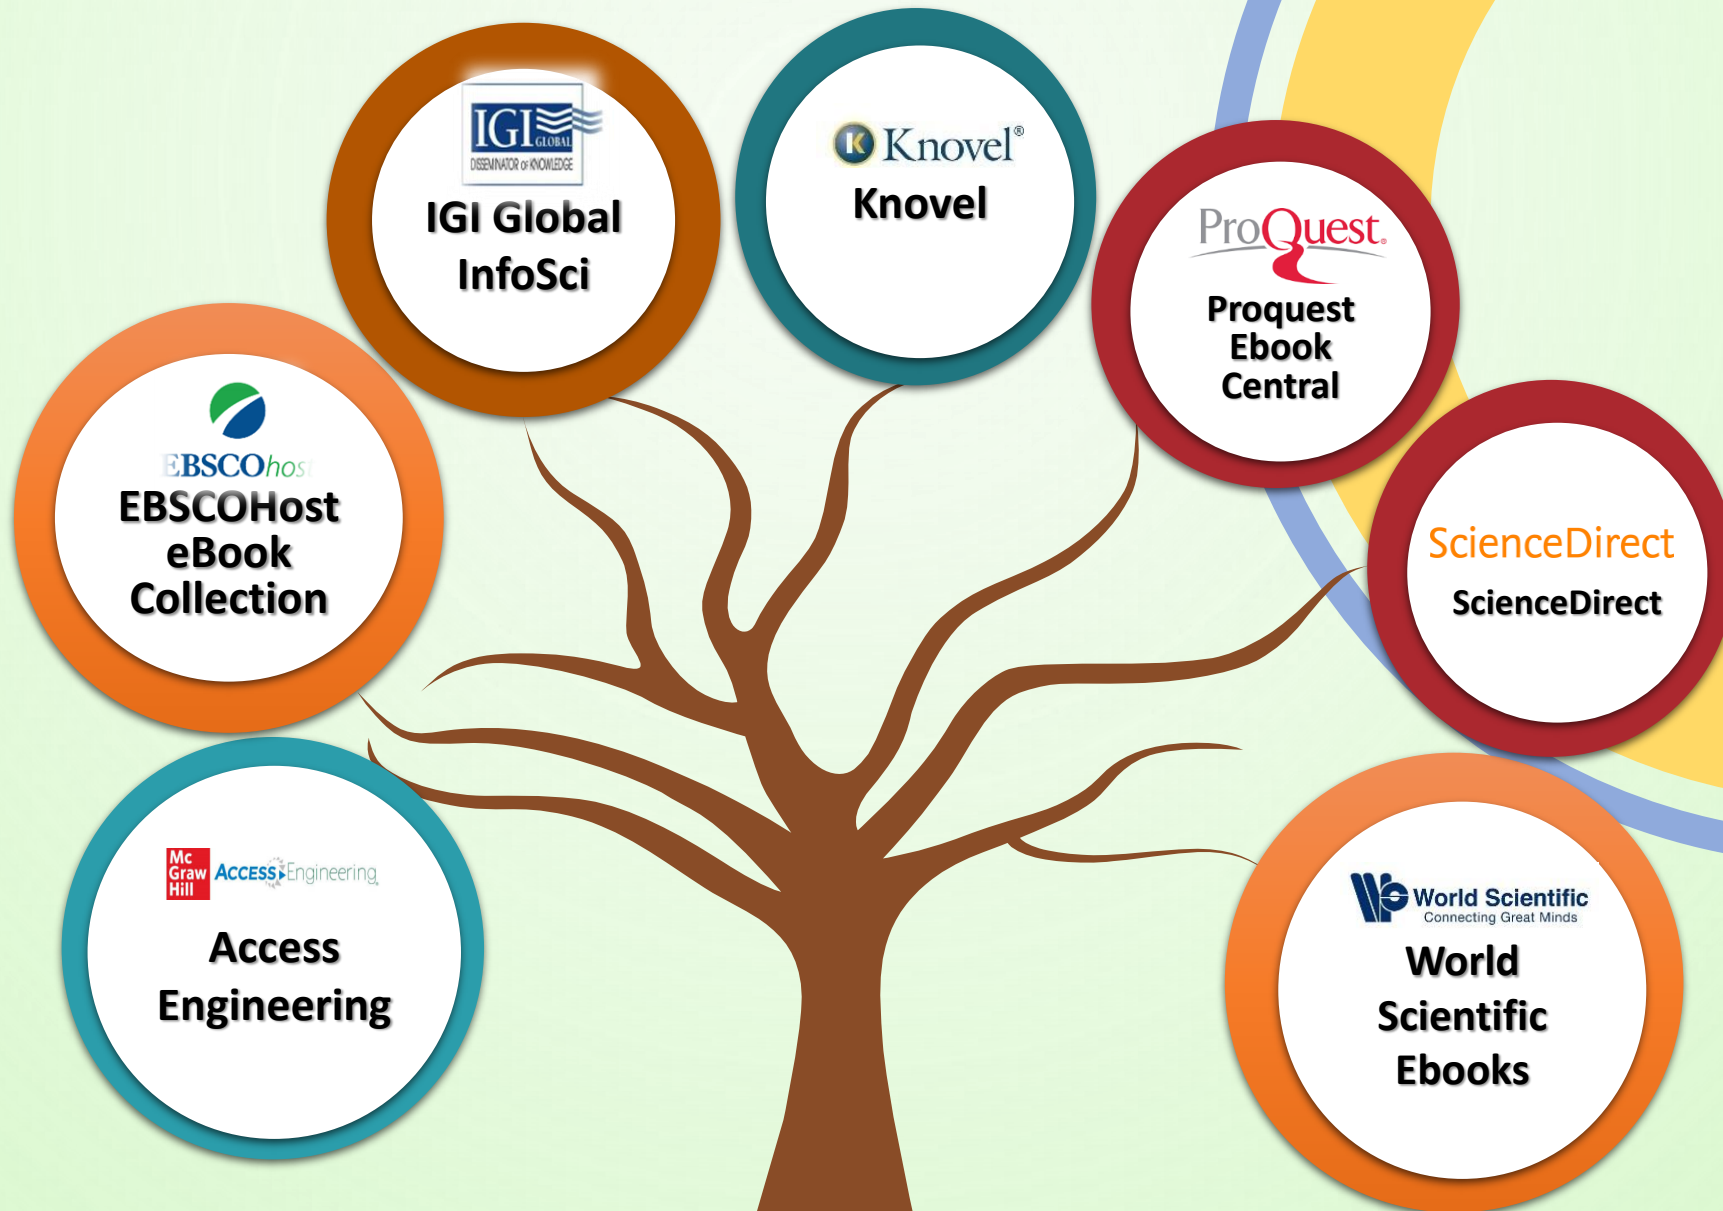 IGI
GLOBAL
DISSEMINATOR OF KNOWLEDGE
IGI Global
InfoSci
K Knovel®
Knovel
ProQuest
Proquest
Ebook
Central
EBSCOhost
EBSCOHost
eBook
Collection
ScienceDirect
ScienceDirect
Mc
Graw
Hill
ACCESS Engineering
Access
Engineering
World Scientific
Connecting Great Minds
World
Scientific
Ebooks